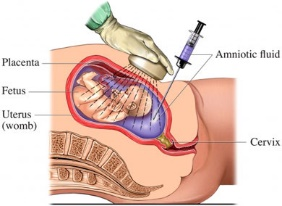 Placenta
Fetus
Uterus
(womb)
Amniotic fluid
Cervix